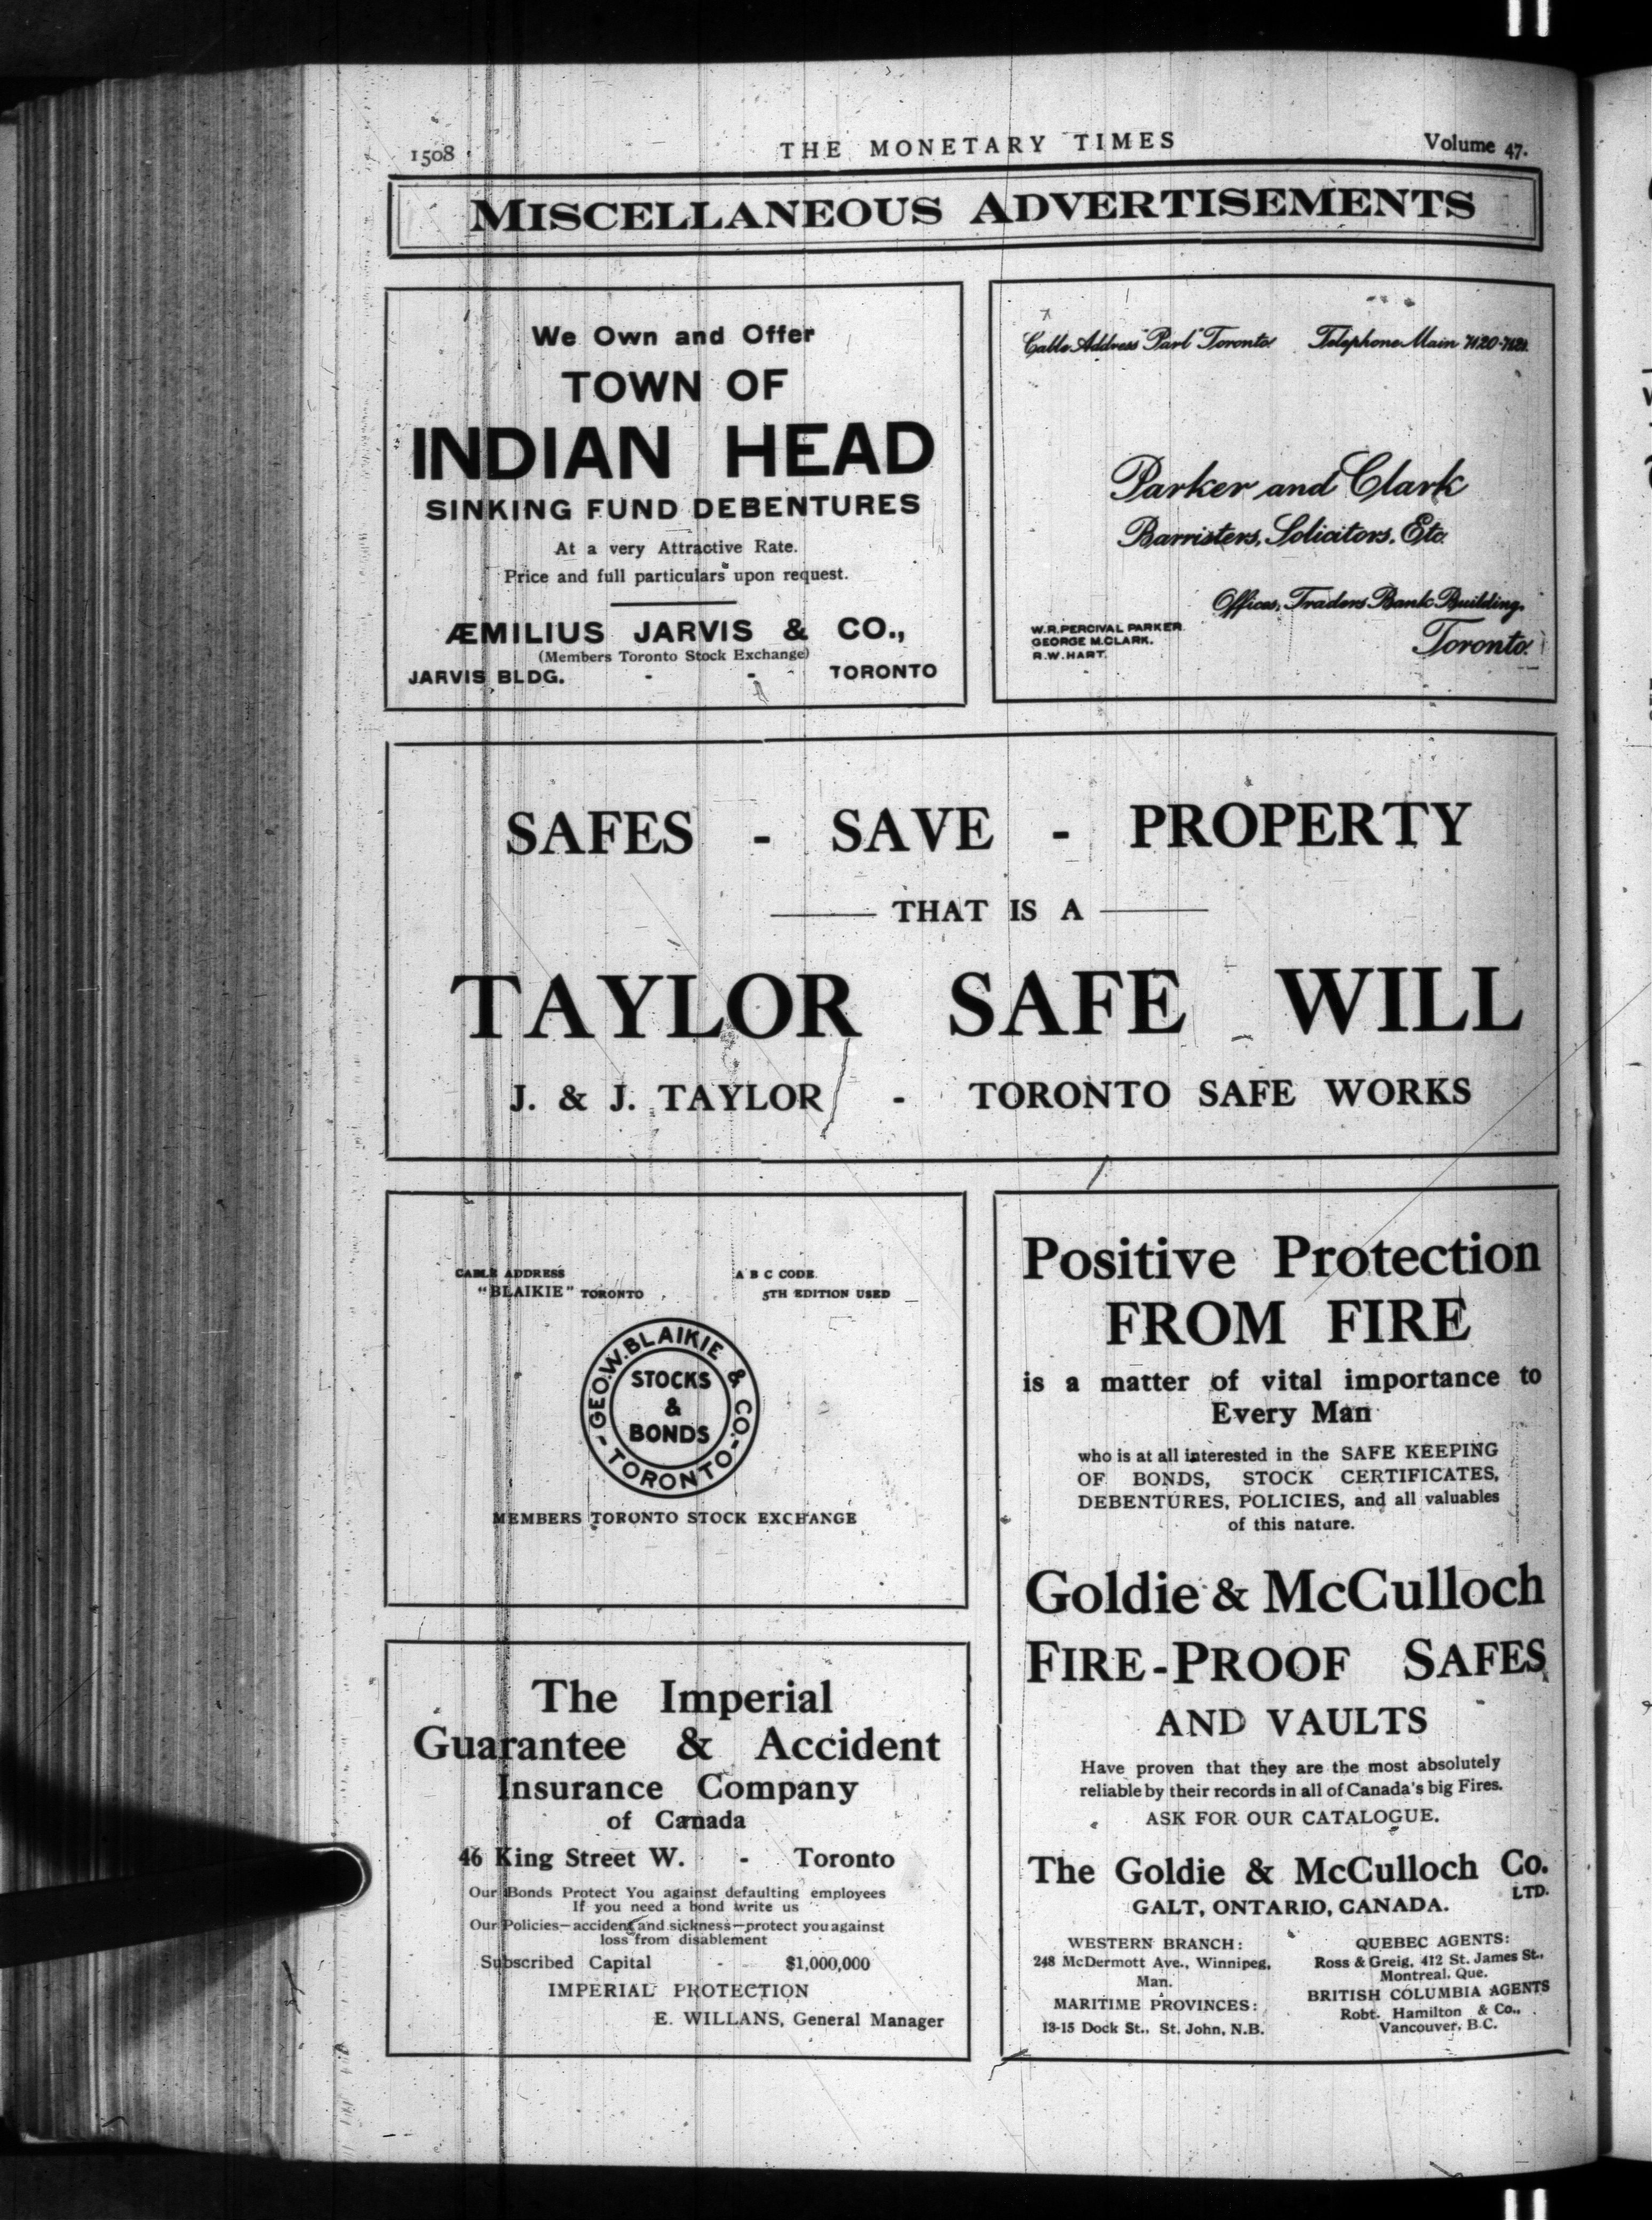 1508
THE MONETARY TIMES
Volume 47.
MISCELLANEOUS ADVERTISEMENTS
We Own and Offer
TOWN OF
INDIAN HEAD
SINKING FUND DEBENTURES
At a very Attractive Rate.
Price and full particulars upon request.
ÆMILIUS JARVIS & CO.,
(Members Toronto Stock Exchange)
JARVIS BLDG. - - TORONTO
Cable Address "Parl" Toronto. Telephone Main
Parker and Clark
Barristers, Solicitors, Etc.
Offices, Traders Bank Building,
Toronto.
W.R. PERCIVAL PARKER.
GEORGE M. CLARK.
R.W. HART.
SAFES - SAVE - PROPERTY
THAT IS A
TAYLOR SAFE WILL
J. & J. TAYLOR - TORONTO SAFE WORKS
CABLE ADDRESS
"BLAIKIE" TORONTO
A B C CODE
5TH EDITION USED
GEO. W. BLAIKIE & CO. - TORONTO -
STOCKS
&
BONDS
MEMBERS TORONTO STOCK EXCHANGE
The Imperial
Guarantee & Accident
Insurance Company
of Canada
46 King Street W. - Toronto
Our Bonds Protect You against defaulting employees
If you need a bond write us
Our Policies—accident and sickness—protect you against
loss from disablement
Subscribed Capital - $1,000,000
IMPERIAL PROTECTION
E. WILLANS, General Manager
Positive Protection
FROM FIRE
is a matter of vital importance to
Every Man
who is at all interested in the SAFE KEEPING
OF BONDS, STOCK CERTIFICATES,
DEBENTURES, POLICIES, and all valuables
of this nature.
Goldie & McCulloch
FIRE-PROOF SAFES
AND VAULTS
Have proven that they are the most absolutely
reliable by their records in all of Canada's big Fires.
ASK FOR OUR CATALOGUE.
The Goldie & McCulloch Co.
LTD.
GALT, ONTARIO, CANADA.
WESTERN BRANCH:
248 McDermott Ave., Winnipeg,
Man.
MARITIME PROVINCES:
13-15 Dock St., St. John, N.B.
QUEBEC AGENTS:
Ross & Greig, 412 St. James St.,
Montreal, Que.
BRITISH COLUMBIA AGENTS
Robt. Hamilton & Co.,
Vancouver, B.C.